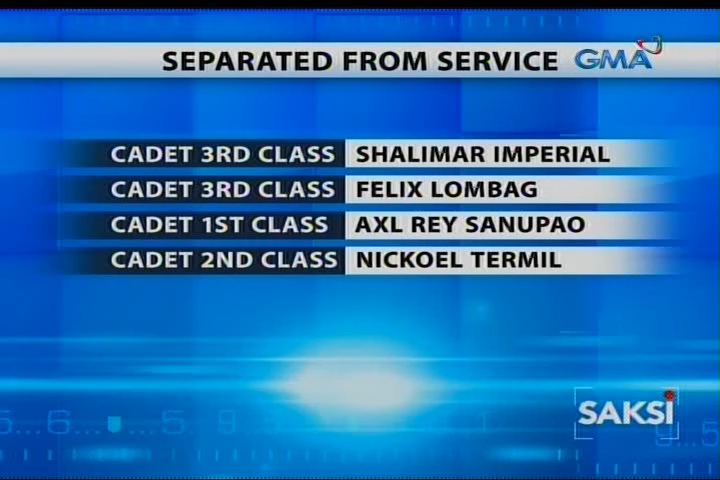 SEPARATED FROM SERVICE GMA
CADET 3RD CLASS SHALIMAR IMPERIAL
CADET 3RD CLASS FELIX LOMBAG
CADET 1ST CLASS AXL REY SANUPAO
CADET 2ND CLASS NICKOEL TERMIL
SAKSI